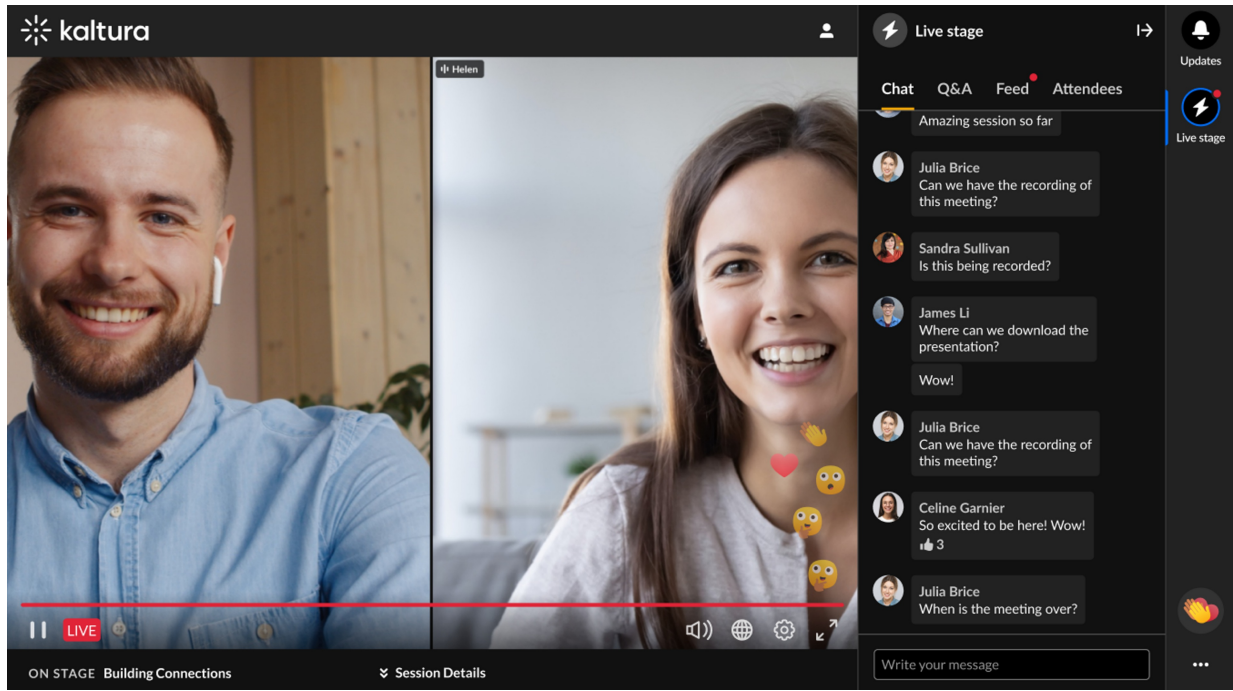 kaltura
Helen
LIVE
ON STAGE Building Connections
Session Details
Live stage
Chat Q&A Feed Attendees
Amazing session so far
Julia Brice
Can we have the recording of
this meeting?
Sandra Sullivan
Is this being recorded?
James Li
Where can we download the
presentation?
Wow!
Julia Brice
Can we have the recording of
this meeting?
Celine Garnier
So excited to be here! Wow!
3
Julia Brice
When is the meeting over?
Write your message
Updates
Live stage